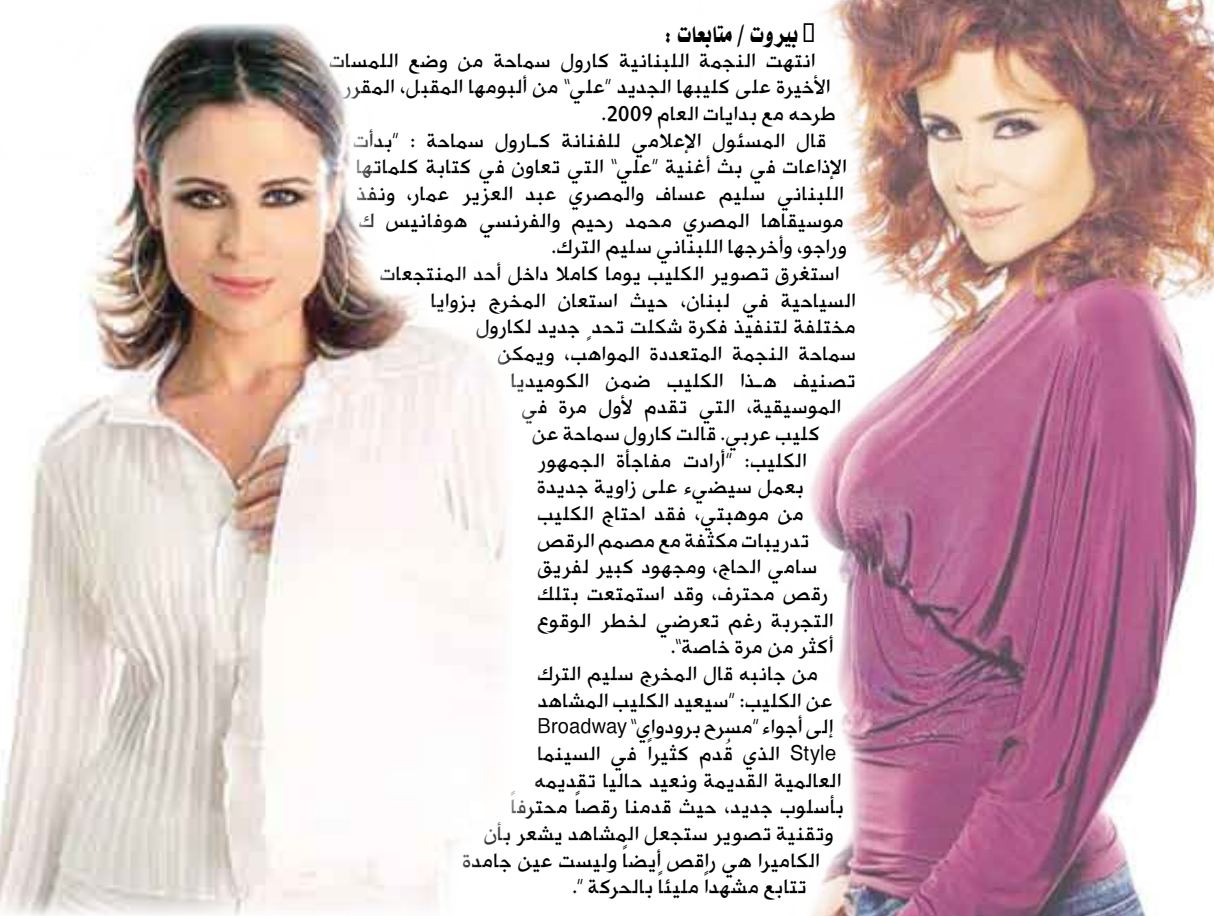 بيروت / متابعات :
انتهت النجمة اللبنانية كارول سماحة من وضع اللمسات
الأخيرة على كليبها الجديد "علي" من ألبومها المقبل، المقرر
طرحه مع بدايات العام 2009.
قال المسئول الإعلامي للفنانة كارول سماحة : "بدأت
الإذاعات في بث أغنية "علي" التي تعاون في كتابة كلماتها
اللبناني سليم عساف والمصري عبد العزير عمار، ونفذ
موسيقاها المصري محمد رحيم والفرنسي هوفانيس ك
وراجو، وأخرجها اللبناني سليم الترك.
استغرق تصوير الكليب يوما كاملا داخل أحد المنتجعات
السياحية في لبنان، حيث استعان المخرج بزوايا
مختلفة لتنفيذ فكرة شكلت تحدٍ جديد لكارول
سماحة النجمة المتعددة المواهب، ويمكن
تصنيف هذا الكليب ضمن الكوميديا
الموسيقية، التي تقدم لأول مرة في
كليب عربي. قالت كارول سماحة عن
الكليب: "أرادت مفاجأة الجمهور
بعمل سيضيء على زاوية جديدة
من موهبتي، فقد احتاج الكليب
تدريبات مكثفة مع مصمم الرقص
سامي الحاج، ومجهود كبير لفريق
رقص محترف، وقد استمتعت بتلك
التجربة رغم تعرضي لخطر الوقوع
أكثر من مرة خاصة".
من جانبه قال المخرج سليم الترك
عن الكليب: "سيعيد الكليب المشاهد
إلى أجواء "مسرح برودواي" Broadway
Style الذي قُدم كثيراً في السينما
العالمية القديمة ونعيد حاليا تقديمه
بأسلوب جديد، حيث قدمنا رقصاً محترفاً
وتقنية تصوير ستجعل المشاهد يشعر بأن
الكاميرا هي راقص أيضاً وليست عين جامدة
تتابع مشهداً مليئاً بالحركة ".